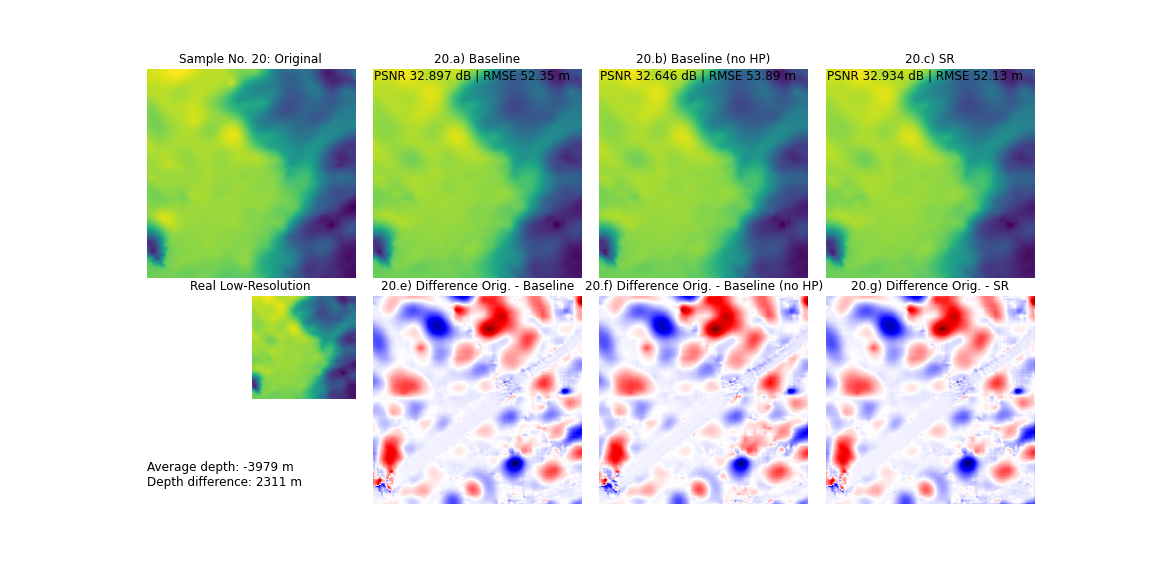 Sample No. 20: Original
20.a) Baseline
20.b) Baseline (no HP)
20.c) SR
PSNR 32.897 dB | RMSE 52.35 m
PSNR 32.646 dB | RMSE 53.89 m
PSNR 32.934 dB | RMSE 52.13 m
Real Low-Resolution
20.e) Difference Orig. - Baseline
20.f) Difference Orig. - Baseline (no HP)
20.g) Difference Orig. - SR
Average depth: -3979 m
Depth difference: 2311 m